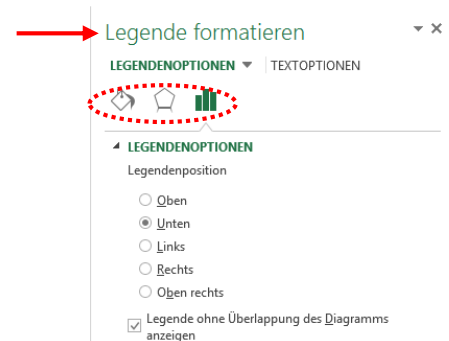 Legende formatieren
LEGENDENOPTIONEN TEXTOPTIONEN
LEGENDENOPTIONEN
Legendenposition
Oben
Unten
Links
Rechts
Oben rechts
Legende ohne Überlappung des Diagramms
anzeigen